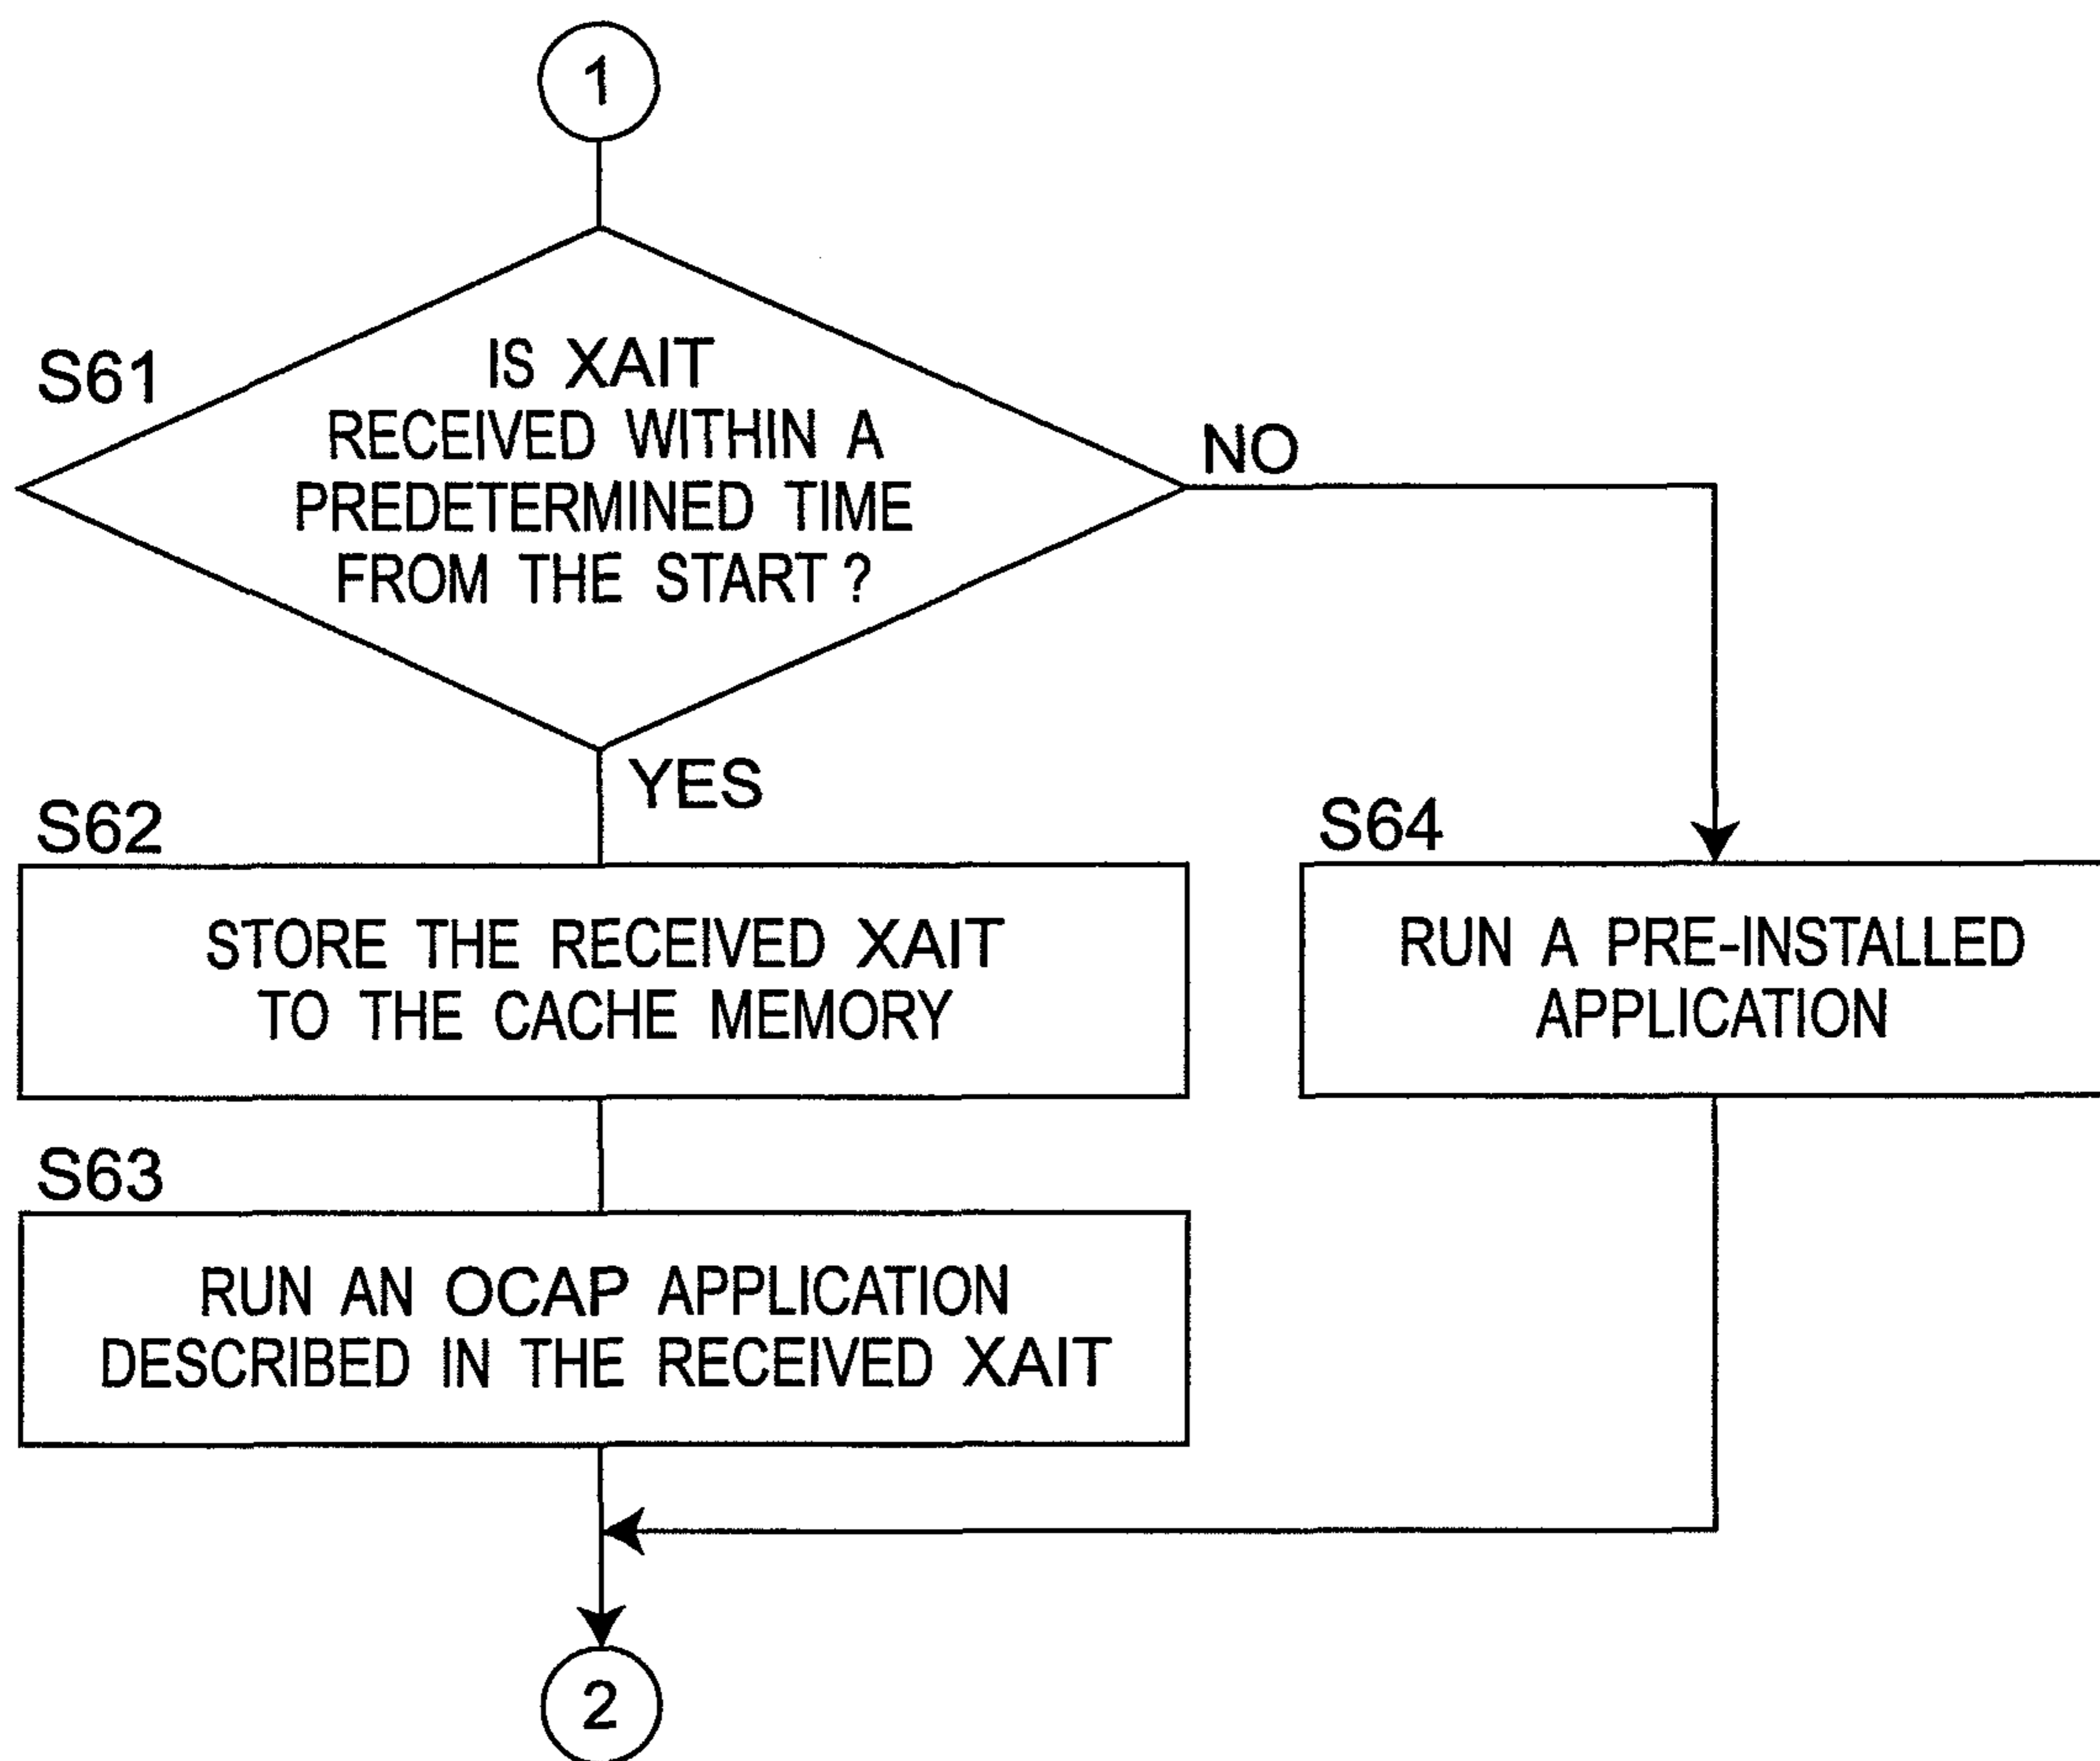 1
S61
IS XAIT
RECEIVED WITHIN A
PREDETERMINED TIME
FROM THE START ?
NO
YES
S62
STORE THE RECEIVED XAIT
TO THE CACHE MEMORY
S64
RUN A PRE-INSTALLED
APPLICATION
S63
RUN AN OCAP APPLICATION
DESCRIBED IN THE RECEIVED XAIT
2